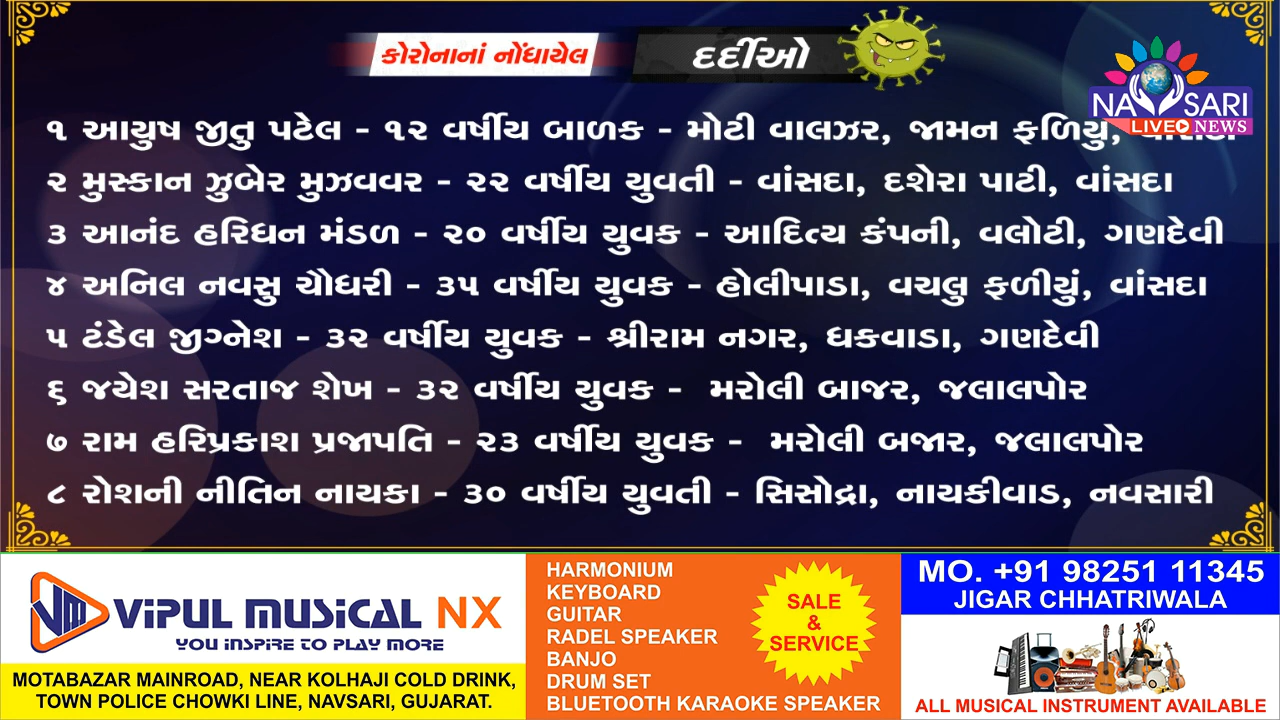 કોરોનાનાં નોંધાયેલ દર્દીઓ
NAVSARI
LIVE NEWS
૧ આયુષ જીતુ પટેલ - ૧૨ વર્ષીય બાળક - મોટી વાલઝર, જામન ફળિયું,
૨ મુસ્કાન ઝુબેર મુઝવવર - ૨૨ વર્ષીય યુવતી - વાંસદા, દશેરા પાટી, વાંસદા
૩ આનંદ હરિધન મંડળ - ૨૦ વર્ષીય યુવક - આદિત્ય કંપની, વલોટી, ગણદેવી
૪ અનિલ નવસુ ચૌધરી - ૩૫ વર્ષીય યુવક - હોલીપાડા, વચલુ ફળીયું, વાંસદા
૫ ટંડેલ જીગ્નેશ - ૩૨ વર્ષીય યુવક - શ્રીરામ નગર, ધકવાડા, ગણદેવી
૬ જયેશ સરતાજ શેખ - ૩૨ વર્ષીય યુવક - મરોલી બાજર, જલાલપોર
૭ રામ હરિપ્રકાશ પ્રજાપતિ - ૨૩ વર્ષીય યુવક - મરોલી બજાર, જલાલપોર
૮ રોશની નીતિન નાયકા - ૩૦ વર્ષીય યુવતી - સિસોદ્રા, નાયકીવાડ, નવસારી
VM VIPUL MUSICAL NX
YOU INSPIRE TO PLAY MORE
MOTABAZAR MAINROAD, NEAR KOLHAJI COLD DRINK,
TOWN POLICE CHOWKI LINE, NAVSARI, GUJARAT.
HARMONIUM
KEYBOARD
GUITAR
RADEL SPEAKER
BANJO
DRUM SET
BLUETOOTH KARAOKE SPEAKER
SALE
&
SERVICE
MO. +91 98251 11345
JIGAR CHHATRIWALA
ALL MUSICAL INSTRUMENT AVAILABLE